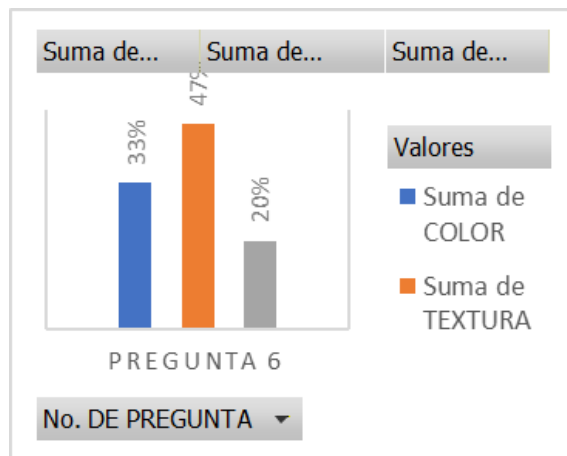 Suma de... Suma de... Suma de...
47%
33%
20%
Valores
Suma de
COLOR
Suma de
TEXTURA
PREGUNTA 6
No. DE PREGUNTA